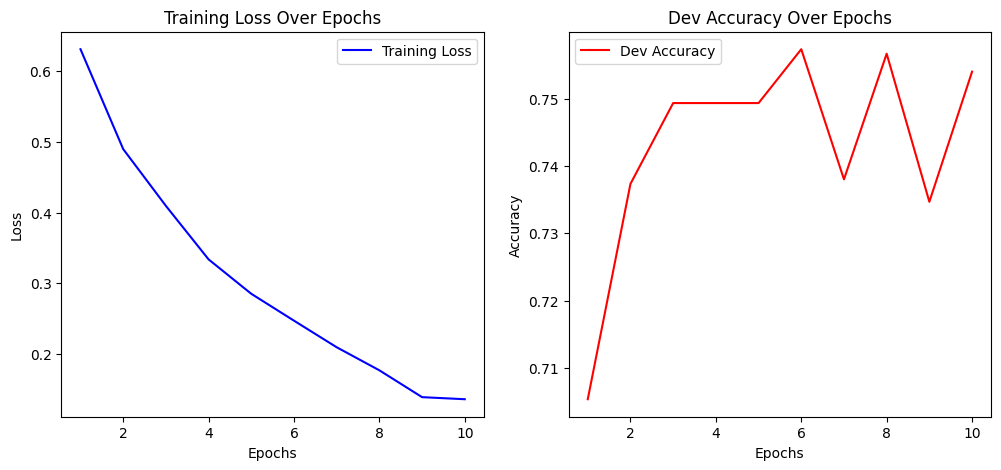 Training Loss Over Epochs
Training Loss
0.6
0.5
0.4
0.3
0.2
Loss
2
4
6
8
10
Epochs
Dev Accuracy Over Epochs
Dev Accuracy
0.75
0.74
0.73
0.72
0.71
Accuracy
2
4
6
8
10
Epochs